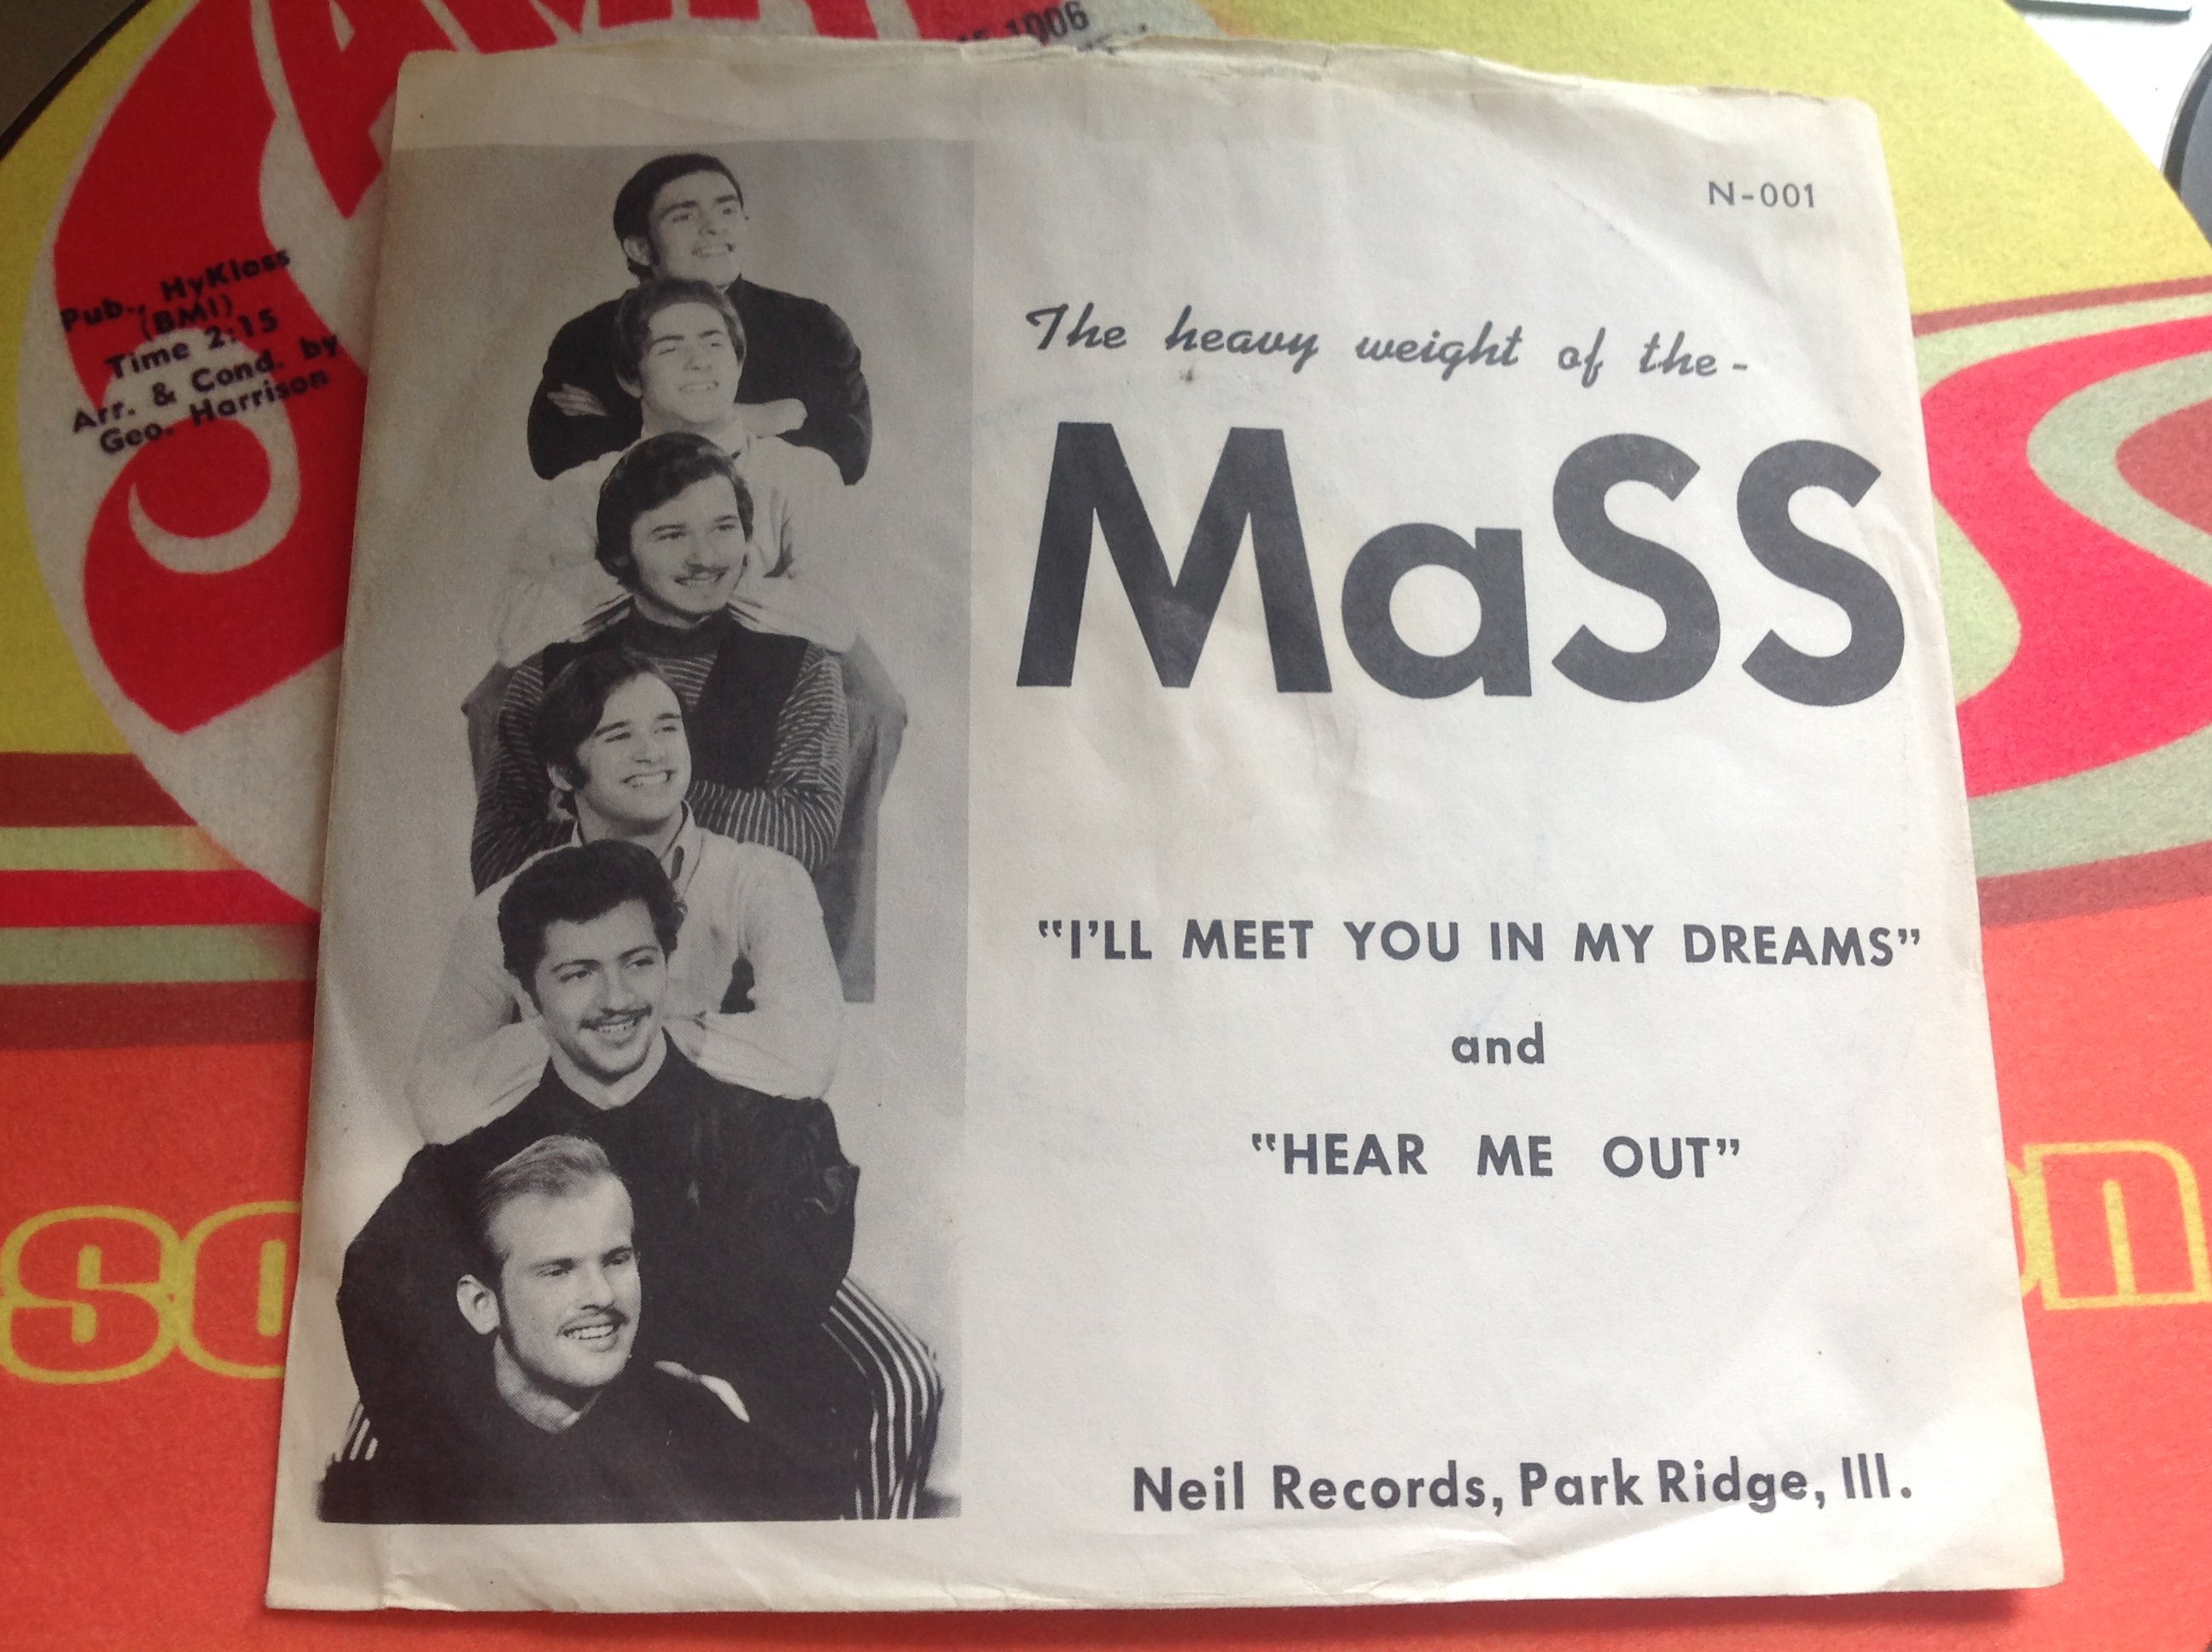 1006
Pub., HyKloss
(BMI)
Time 2:15
Arr. & Cond. by
Geo. Harrison
N-001
The heavy weight of the-
MaSS
"I'LL MEET YOU IN MY DREAMS"
and
"HEAR ME OUT"
Neil Records, Park Ridge, Ill.